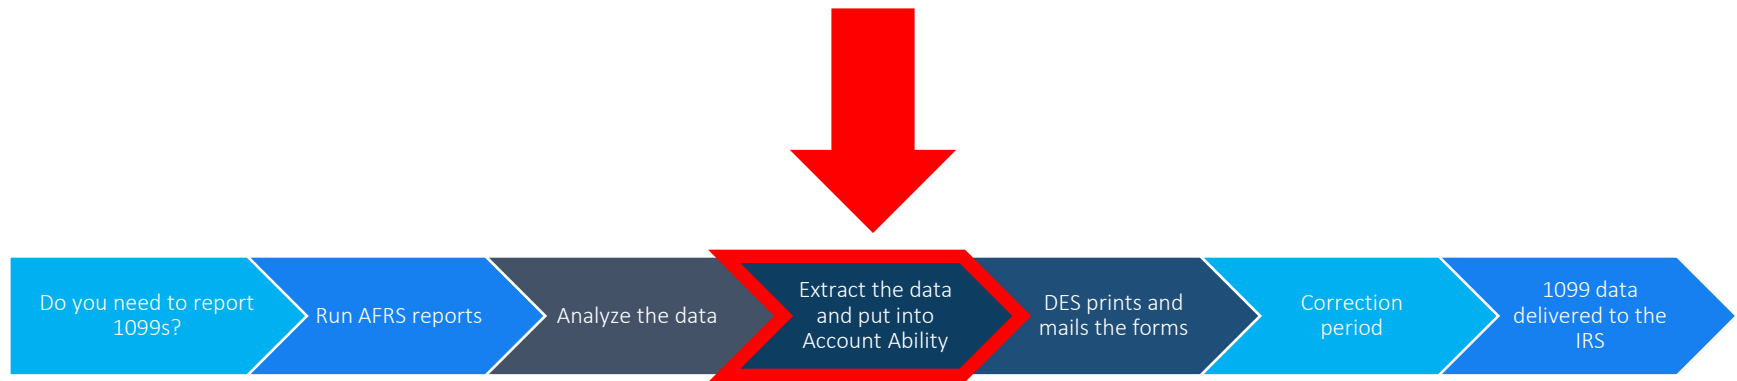 Do you need to report
1099s?
Run AFRS reports
Analyze the data
Extract the data
and put into
Account Ability
DES prints and
mails the forms
Correction
period
1099 data
delivered to the
IRS